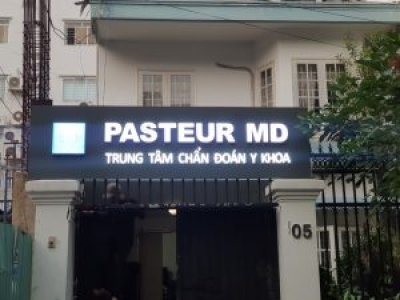 PASTEUR MD
TRUNG TÂM CHẨN ĐOÁN Y KHOA
05